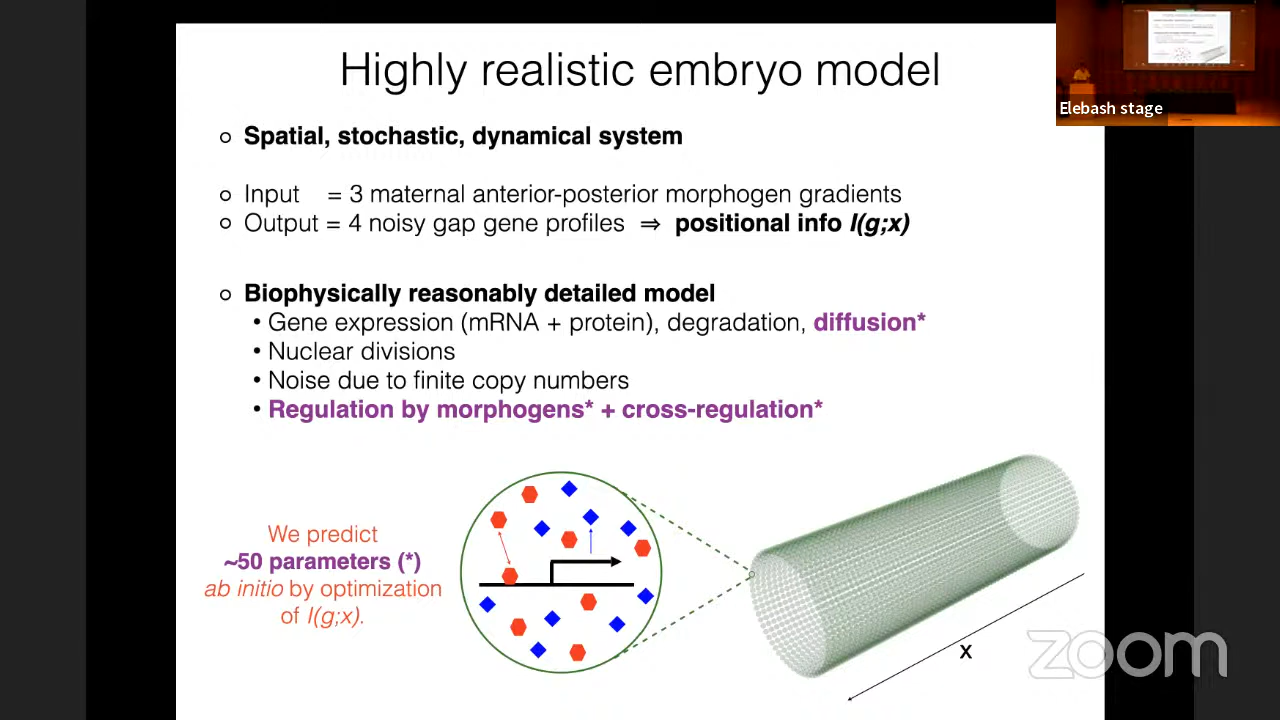 Highly realistic embryo model
Elebash stage
Spatial, stochastic, dynamical system
Input = 3 maternal anterior-posterior morphogen gradients
Output = 4 noisy gap gene profiles ⇒ positional info I(g;x)
Biophysically reasonably detailed model
• Gene expression (mRNA + protein), degradation, diffusion*
• Nuclear divisions
• Noise due to finite copy numbers
• Regulation by morphogens* + cross-regulation*
We predict
~50 parameters (*)
ab initio by optimization
of I(g;x).
x
zoom